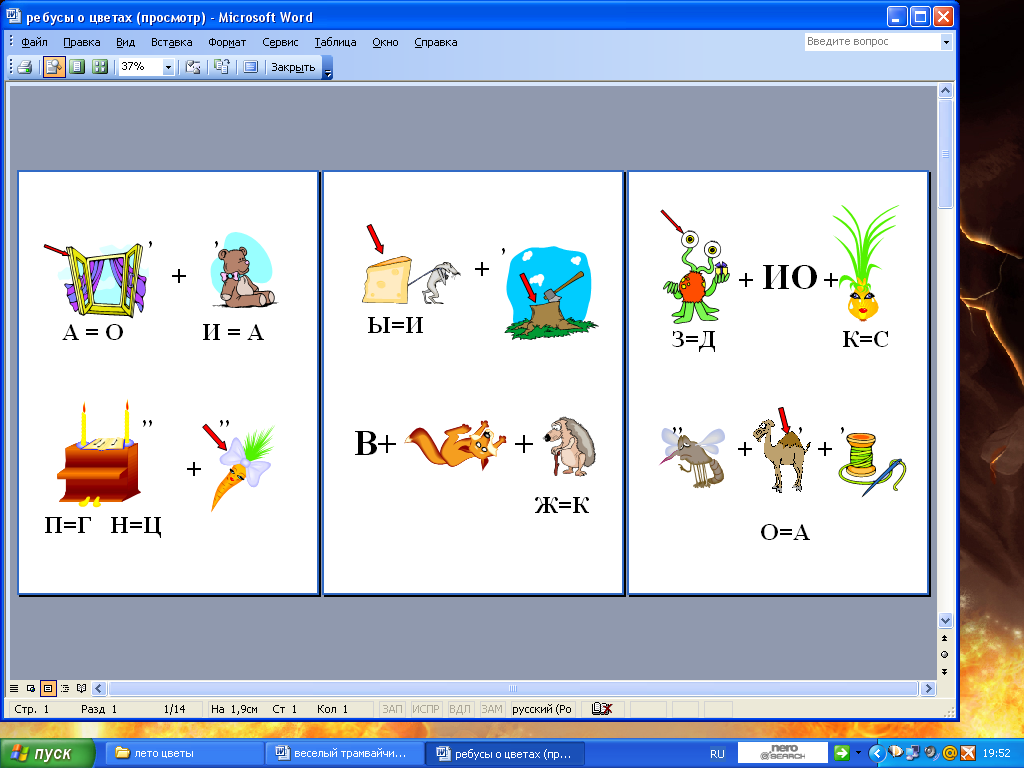 ребусы о цветах (просмотр) - Microsoft Word
Файл Правка Вид Вставка Формат Сервис Таблица Окно Справка
Введите вопрос
37% Закрыть
’ ’ + А = О И = А
’’ ’’ + П=Г Н=Ц
+ ’ Ы=И
В+ + Ж=К
+ ИО + З=Д К=С
’’ + ’ + ’ О=А
Стр. 1 Разд 1 1/14 На 1,9см Ст 1 Кол 1 ЗАП ИСПР ВДЛ ЗАМ русский (Ро
пуск лето цветы веселый трамвайчи... ребусы о цветах (пр... RU nero SEARCH 19:52